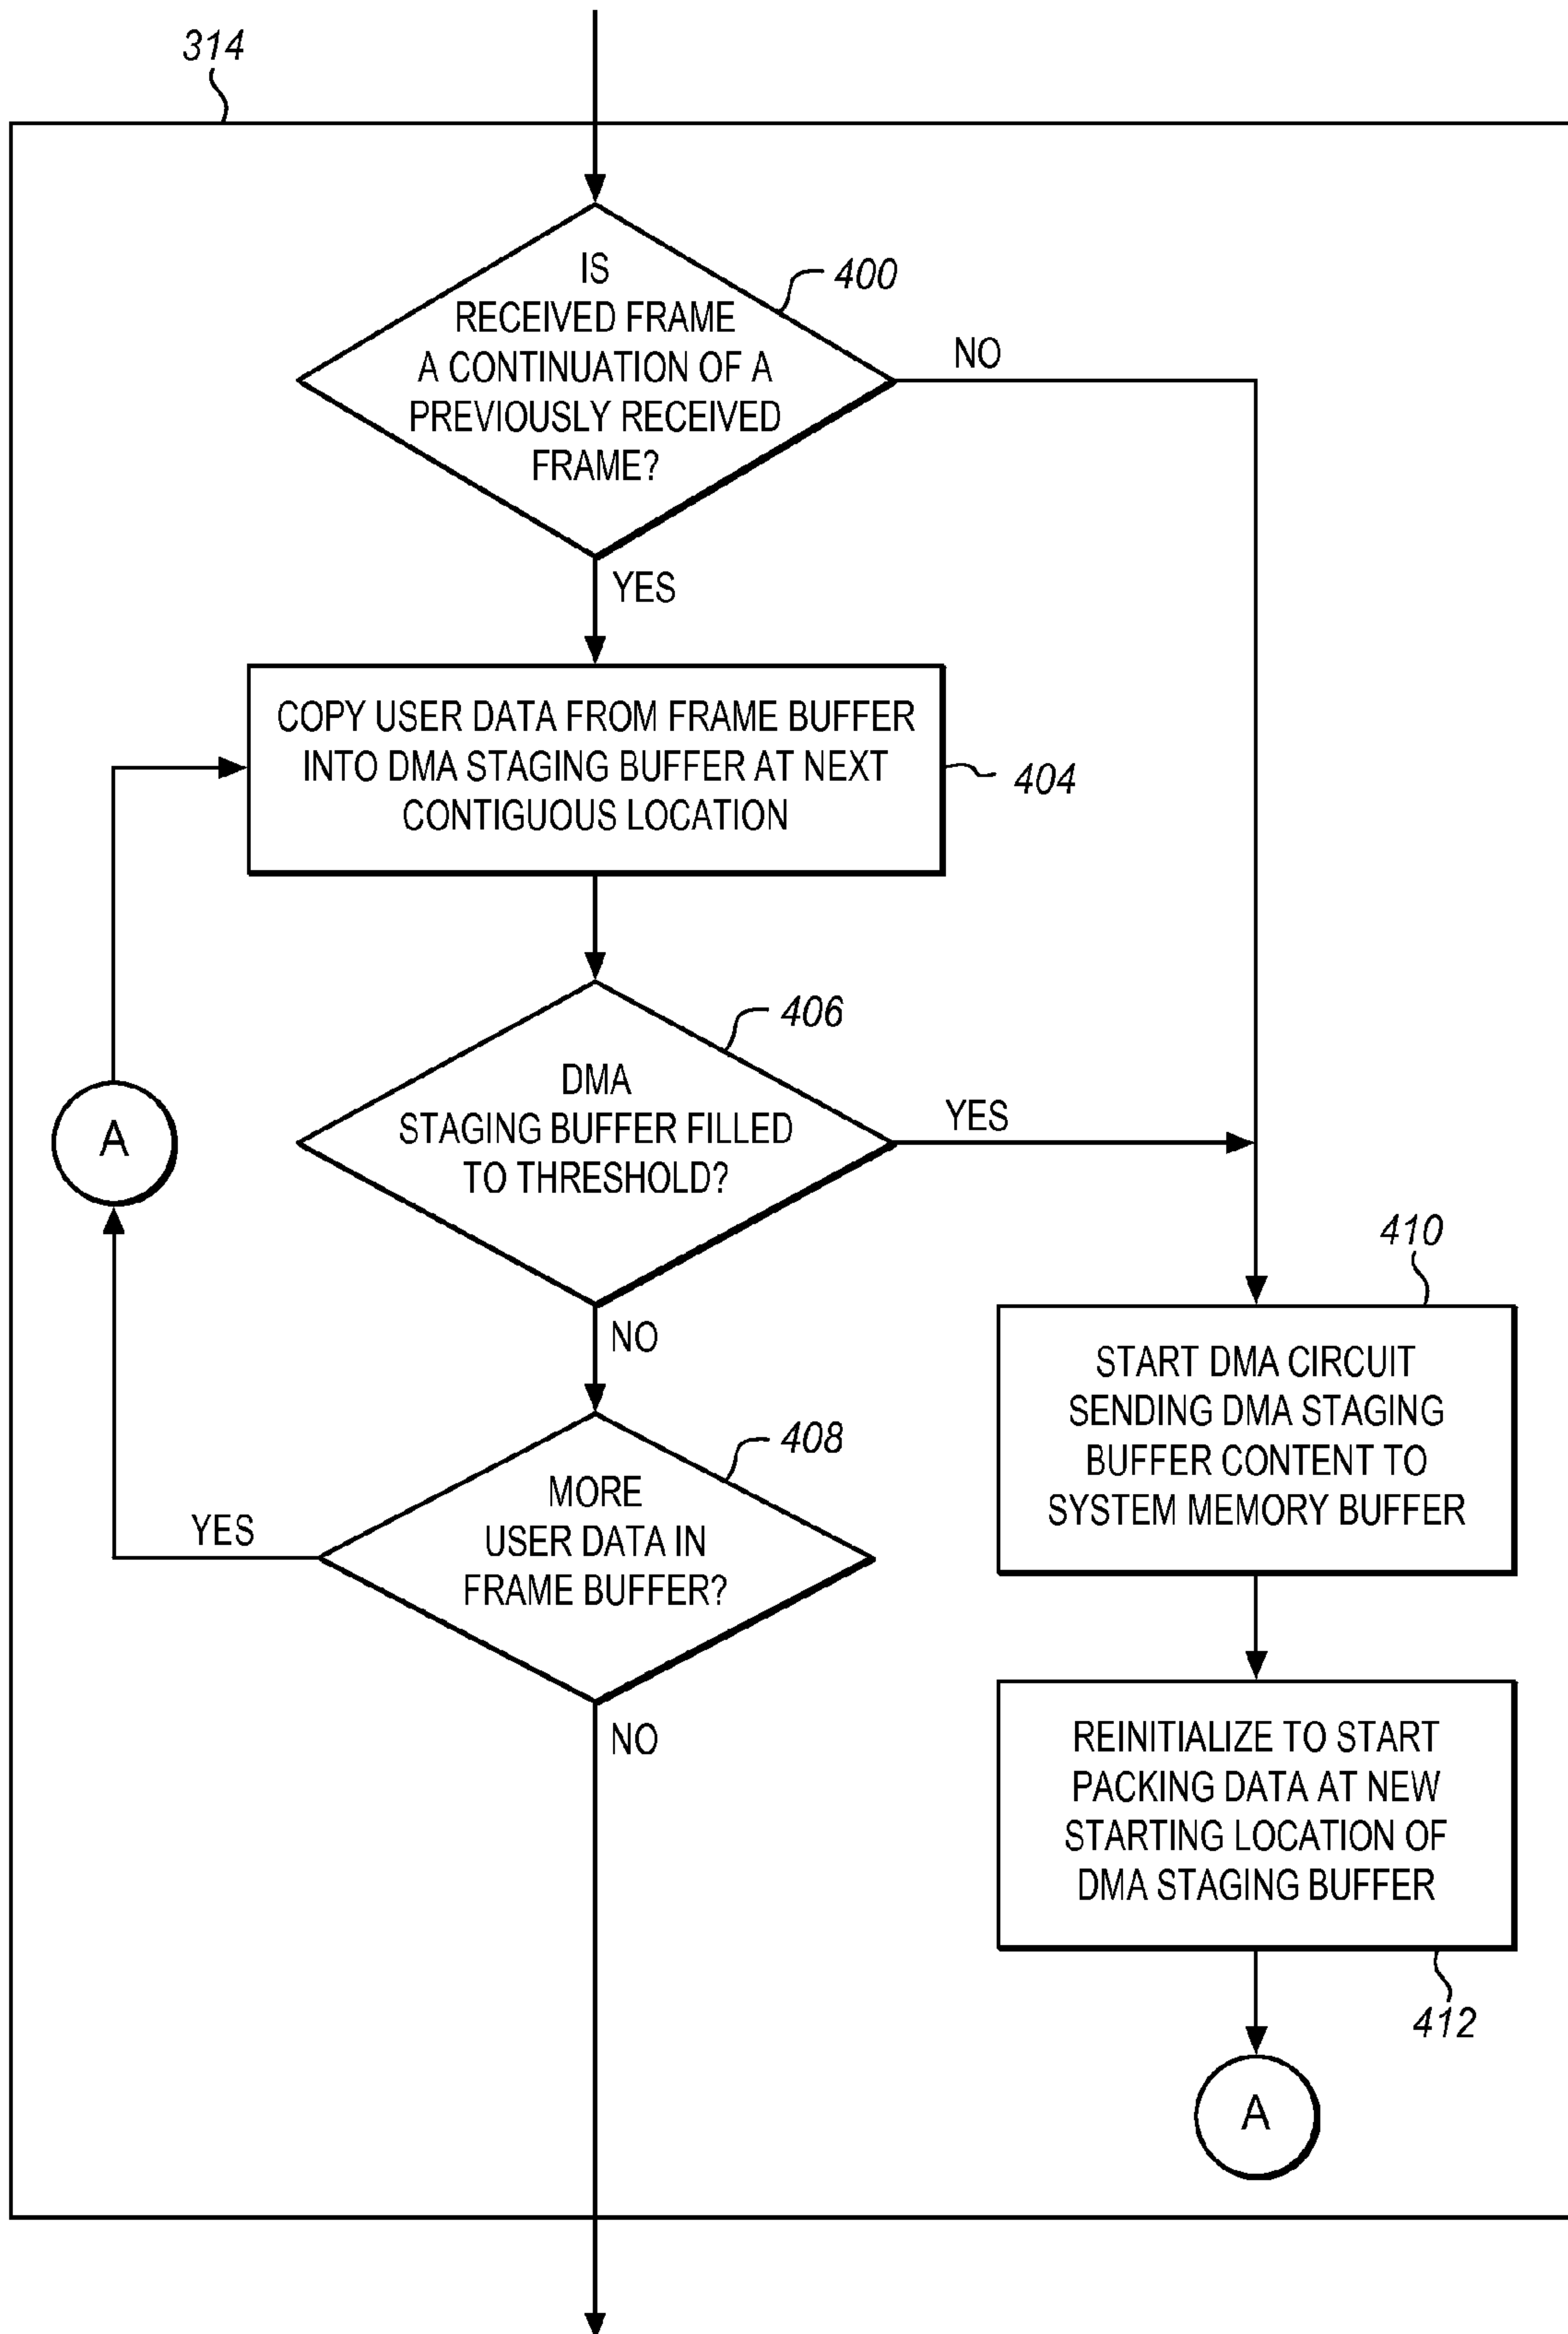 314
IS
RECEIVED FRAME
A CONTINUATION OF A
PREVIOUSLY RECEIVED
FRAME?
400
NO
YES
COPY USER DATA FROM FRAME BUFFER
INTO DMA STAGING BUFFER AT NEXT
CONTIGUOUS LOCATION
404
DMA
STAGING BUFFER FILLED
TO THRESHOLD?
406
YES
A
NO
MORE
USER DATA IN
FRAME BUFFER?
408
YES
NO
410
START DMA CIRCUIT
SENDING DMA STAGING
BUFFER CONTENT TO
SYSTEM MEMORY BUFFER
REINITIALIZE TO START
PACKING DATA AT NEW
STARTING LOCATION OF
DMA STAGING BUFFER
412
A